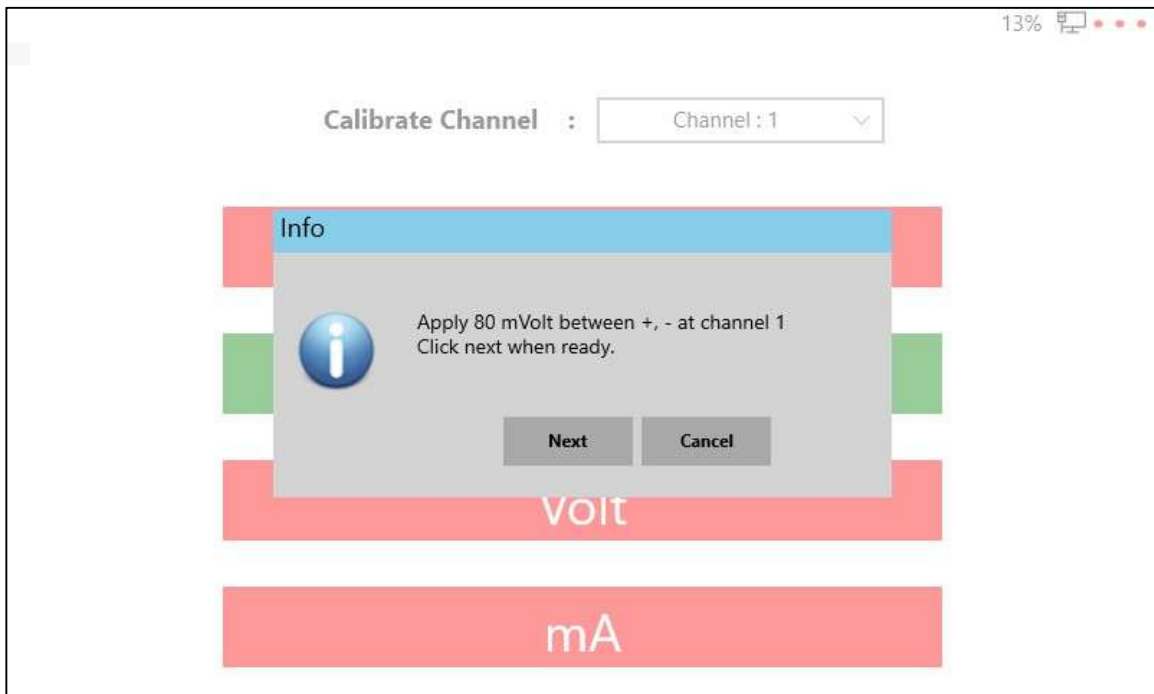 13%
Calibrate Channel : Channel : 1
Info
Apply 80 mVolt between +, - at channel 1
Click next when ready.
Next Cancel
Volt
mA